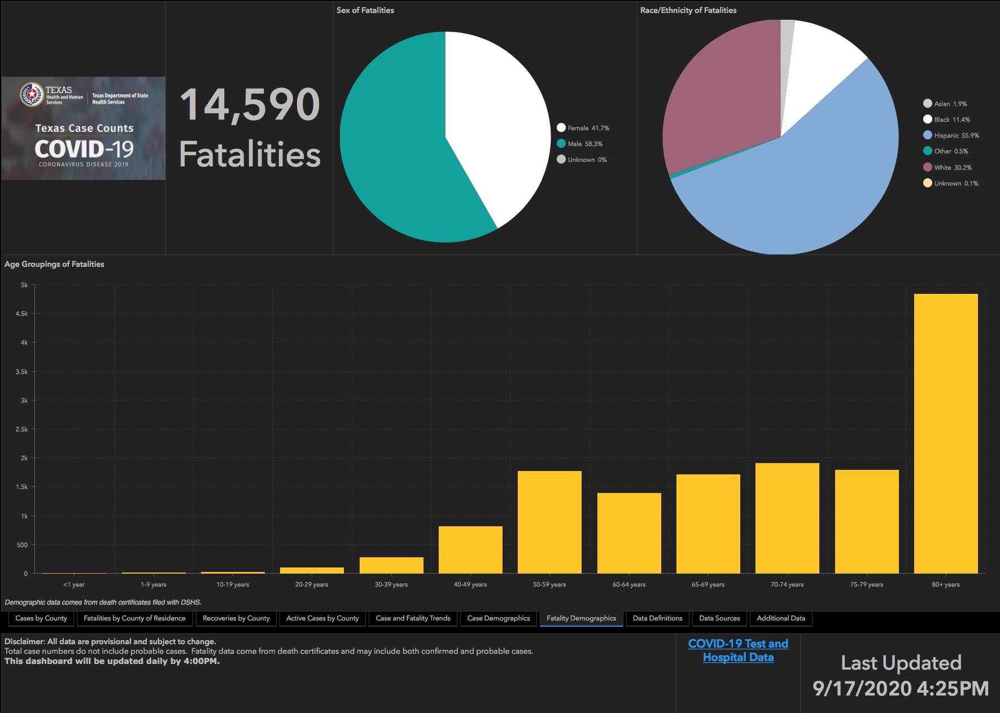 TEXAS
Health and Human
Services
Texas Department of State
Health Services
Texas Case Counts
COVID-19
CORONAVIRUS DISEASE 2019
14,590
Fatalities
Sex of Fatalities
Female 41.7%
Male 58.3%
Unknown 0%
Race/Ethnicity of Fatalities
Asian 1.9%
Black 11.4%
Hispanic 55.9%
Other 0.5%
White 30.2%
Unknown 0.1%
Age Groupings of Fatalities
5k
4.5k
4k
3.5k
3k
2.5k
2k
1.5k
1k
500
0
<1 year
1-9 years
10-19 years
20-29 years
30-39 years
40-49 years
50-59 years
60-64 years
65-69 years
70-74 years
75-79 years
80+ years
Demographic data comes from death certificates filed with DSHS.
Cases by County
Fatalities by County of Residence
Recoveries by County
Active Cases by County
Case and Fatality Trends
Case Demographics
Fatality Demographics
Data Definitions
Data Sources
Additional Data
Disclaimer: All data are provisional and subject to change.
Total case numbers do not include probable cases.  Fatality data come from death certificates and may include both confirmed and probable cases.
This dashboard will be updated daily by 4:00PM.
COVID-19 Test and
Hospital Data
Last Updated
9/17/2020 4:25PM